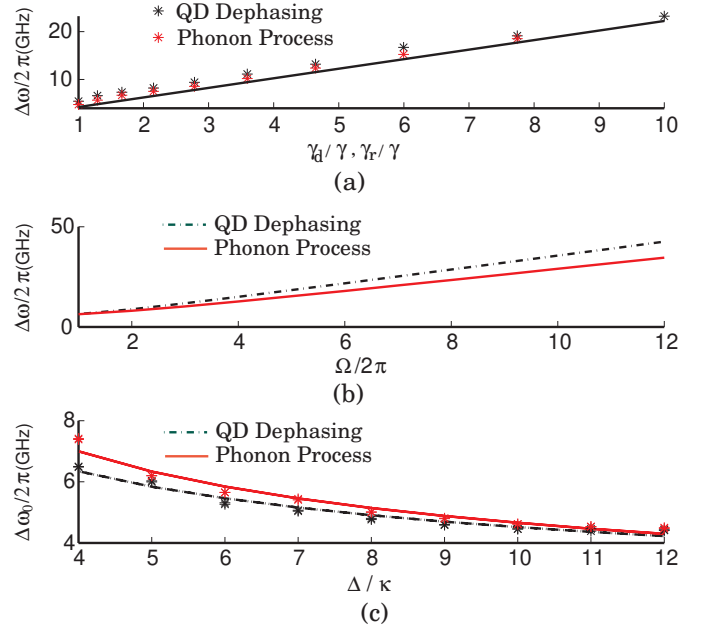 QD Dephasing
Phonon Process
Δω/2π(GHz)
20
10
1 2 3 4 5 6 7 8 9 10
γd/γ, γr/γ
(a)
QD Dephasing
Phonon Process
Δω/2π(GHz)
50
0
2 4 6 8 10 12
Ω/2π
(b)
QD Dephasing
Phonon Process
Δω0/2π(GHz)
8
6
4
4 5 6 7 8 9 10 11 12
Δ/κ
(c)